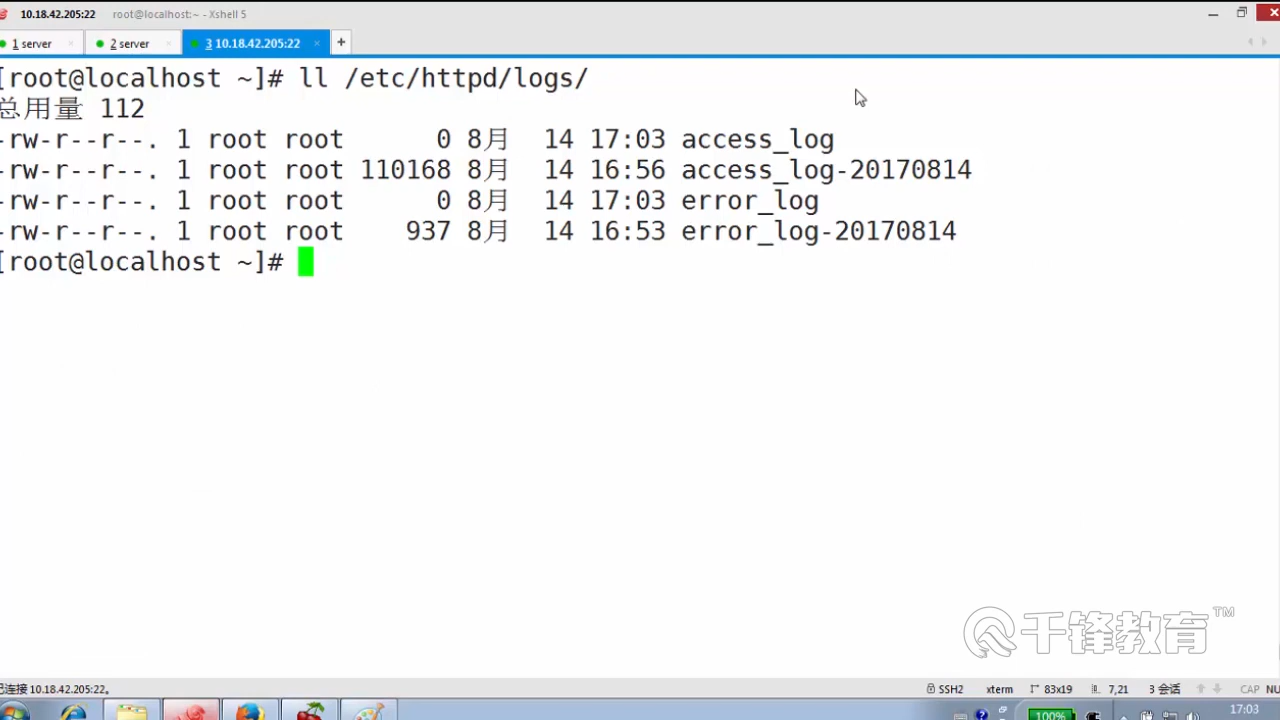 10.18.42.205:22 root@localhost:~ - Xshell 5
1 server × 2 server × 3 10.18.42.205:22 × +
[root@localhost ~]# ll /etc/httpd/logs/
总用量 112
-rw-r--r--. 1 root root 0 8月 14 17:03 access_log
-rw-r--r--. 1 root root 110168 8月 14 16:56 access_log-20170814
-rw-r--r--. 1 root root 0 8月 14 17:03 error_log
-rw-r--r--. 1 root root 937 8月 14 16:53 error_log-20170814
[root@localhost ~]#
千锋教育™
已连接 10.18.42.205:22。 SSH2 xterm 83x19 7,21 3 会话 CAP NU
100% 17:03